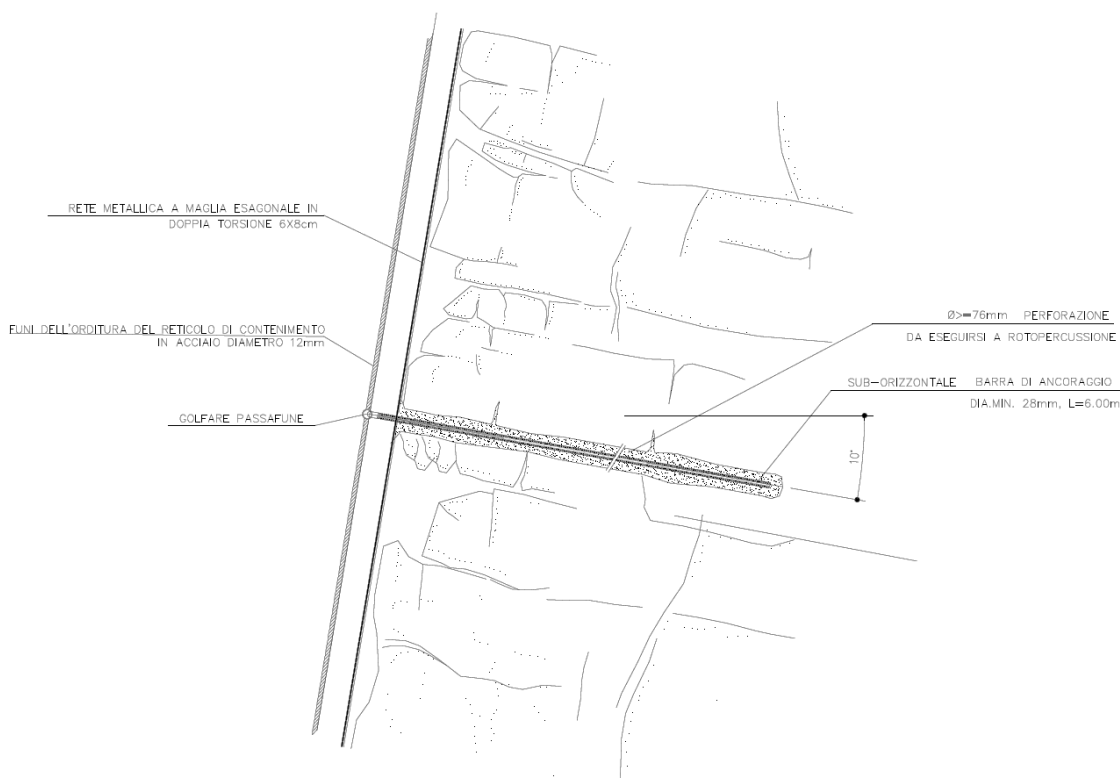 RETE METALLICA A MAGLIA ESAGONALE IN
DOPPIA TORSIONE 6X8cm
FUNI DELL'ORDITURA DEL RETICOLO DI CONTENIMENTO
IN ACCIAIO DIAMETRO 12mm
GOLFARE PASSAFUNE
Ø>=76mm PERFORAZIONE
DA ESEGUIRSI A ROTOPERCUSSIONE
SUB-ORIZZONTALE BARRA DI ANCORAGGIO
DIA.MIN. 28mm, L=6.00m
10°